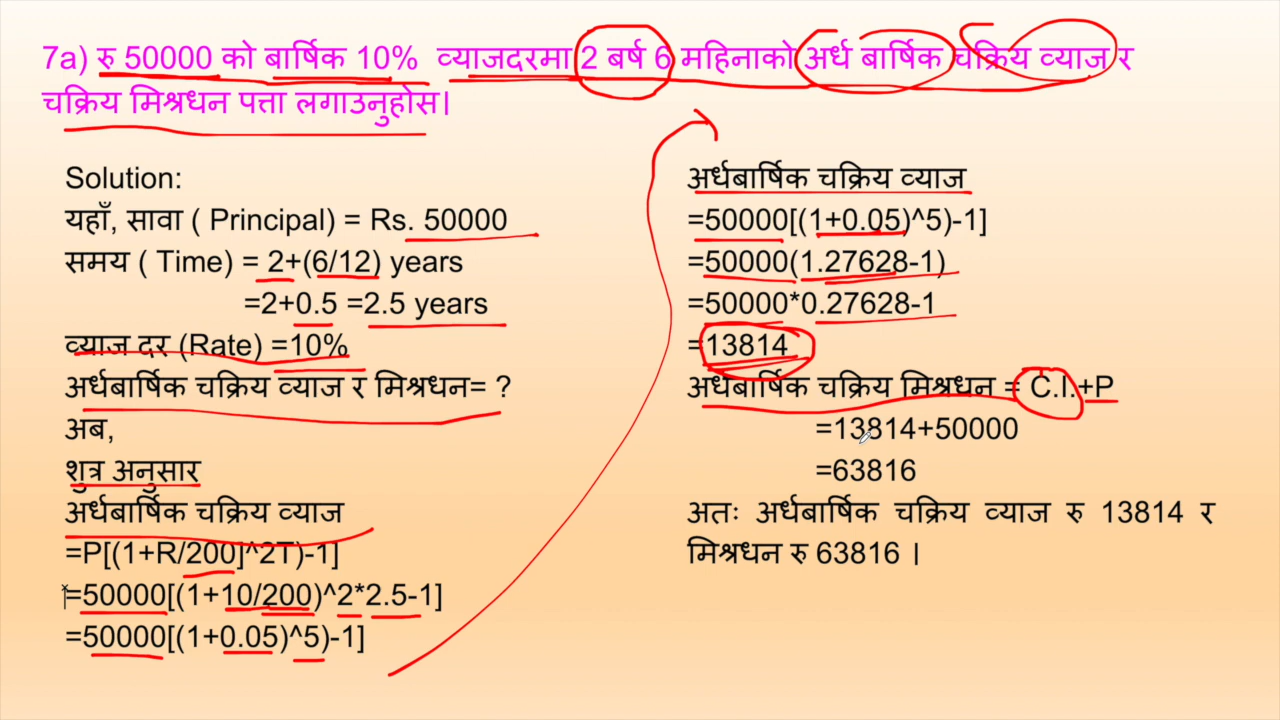 7a) रु 50000 को बार्षिक 10% व्याजदरमा 2 बर्ष 6 महिनाको अर्ध बार्षिक चक्रिय व्याज र
चक्रिय मिश्रधन पत्ता लगाउनुहोस।
Solution:
यहाँ, सावा ( Principal) = Rs. 50000
समय ( Time) = 2+(6/12) years
=2+0.5 =2.5 years
व्याज दर (Rate) =10%
अर्धबार्षिक चक्रिय व्याज र मिश्रधन= ?
अब,
शुत्र अनुसार
अर्धबार्षिक चक्रिय व्याज
=P[(1+R/200]^2T)-1]
=50000[(1+10/200)^2*2.5-1]
=50000[(1+0.05)^5)-1]
अर्धबार्षिक चक्रिय व्याज
=50000[(1+0.05)^5)-1]
=50000(1.27628-1)
=50000*0.27628-1
=13814
अर्धबार्षिक चक्रिय मिश्रधन = C.I.+P
=13814+50000
=63816
अतः अर्धबार्षिक चक्रिय व्याज रु 13814 र
मिश्रधन रु 63816 ।